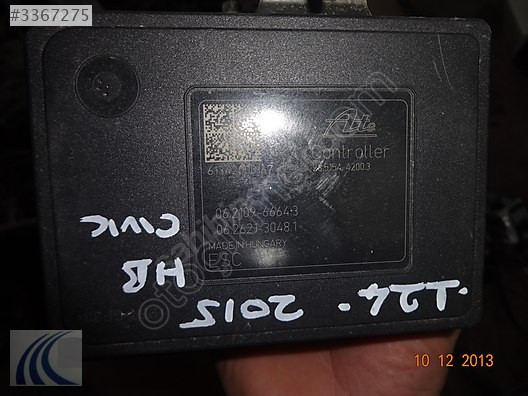 #3367275
Ate
Controller
06.2109-6664.3
06.2621-3048.1
MADE IN HUNGARY
ESC
CIVIC
HB
2015
10 12 2013